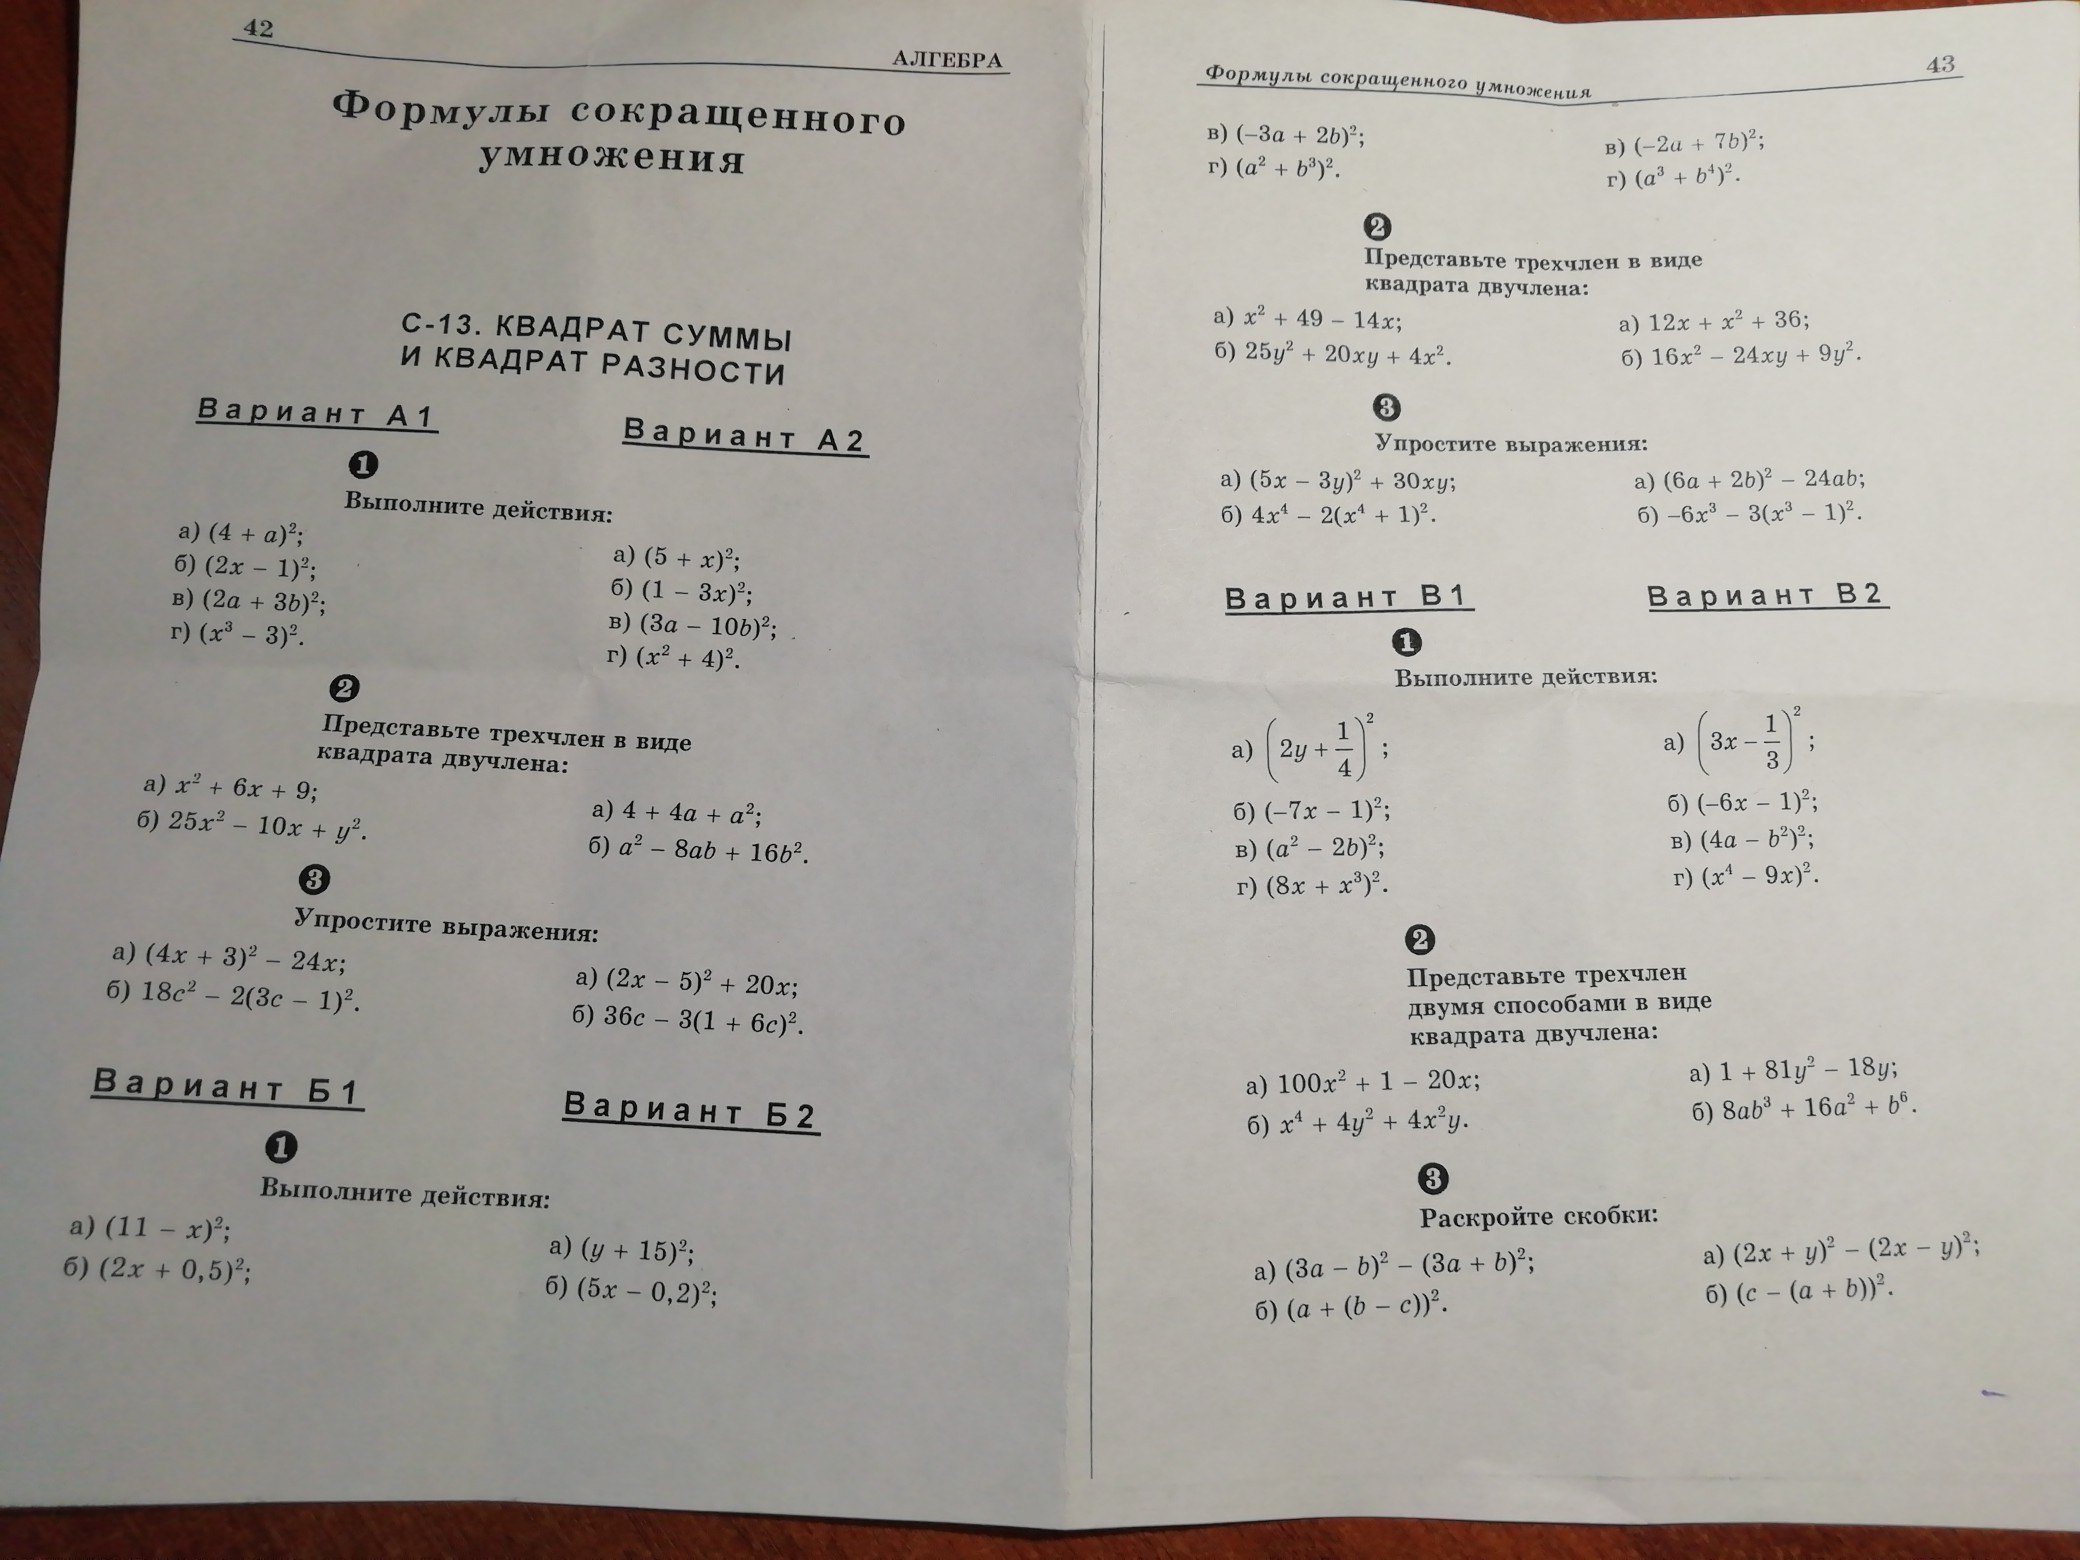 42
АЛГЕБРА
Формулы сокращенного
умножения
С-13. КВАДРАТ СУММЫ
И КВАДРАТ РАЗНОСТИ
Вариант А1
Вариант А2
1
Выполните действия:
а) (4 + a)²;
б) (2x – 1)²;
в) (2a + 3b)²;
г) (x³ – 3)².
а) (5 + x)²;
б) (1 – 3x)²;
в) (3a – 10b)²;
г) (x² + 4)².
2
Представьте трехчлен в виде
квадрата двучлена:
а) x² + 6x + 9;
б) 25x² – 10x + y².
а) 4 + 4a + a²;
б) a² – 8ab + 16b².
3
Упростите выражения:
а) (4x + 3)² – 24x;
б) 18c² – 2(3c – 1)².
а) (2x – 5)² + 20x;
б) 36c – 3(1 + 6c)².
Вариант Б1
Вариант Б2
1
Выполните действия:
а) (11 – x)²;
б) (2x + 0,5)²;
а) (y + 15)²;
б) (5x – 0,2)²;
Формулы сокращенного умножения
43
в) (–3a + 2b)²;
г) (a² + b³)².
в) (–2a + 7b)²;
г) (a³ + b⁴)².
2
Представьте трехчлен в виде
квадрата двучлена:
а) x² + 49 – 14x;
б) 25y² + 20xy + 4x².
а) 12x + x² + 36;
б) 16x² – 24xy + 9y².
3
Упростите выражения:
а) (5x – 3y)² + 30xy;
б) 4x⁴ – 2(x⁴ + 1)².
а) (6a + 2b)² – 24ab;
б) –6x³ – 3(x³ – 1)².
Вариант В1
Вариант В2
1
Выполните действия:
а) (2y + 1/4)²;
б) (–7x – 1)²;
в) (a² – 2b)²;
г) (8x + x³)².
а) (3x – 1/3)²;
б) (–6x – 1)²;
в) (4a – b²)²;
г) (x⁴ – 9x)².
2
Представьте трехчлен
двумя способами в виде
квадрата двучлена:
а) 100x² + 1 – 20x;
б) x⁴ + 4y² + 4x²y.
а) 1 + 81y² – 18y;
б) 8ab³ + 16a² + b⁶.
3
Раскройте скобки:
а) (3a – b)² – (3a + b)²;
б) (a + (b – c))².
а) (2x + y)² – (2x – y)²;
б) (c – (a + b))².